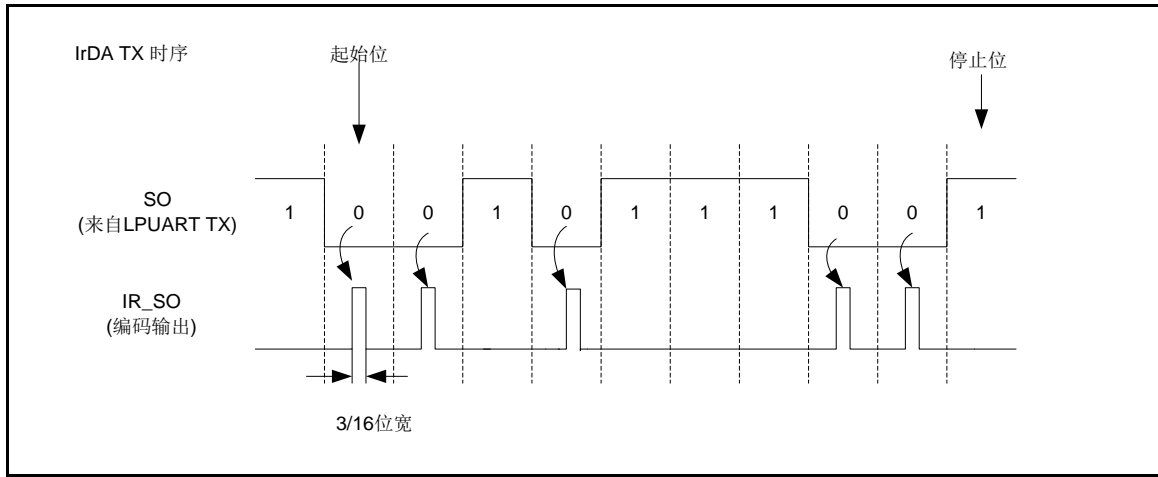 IrDA TX 时序
起始位
停止位
SO
(来自LPUART TX)
1 0 0 1 0 1 1 1 0 0 1
IR_SO
(编码输出)
3/16位宽